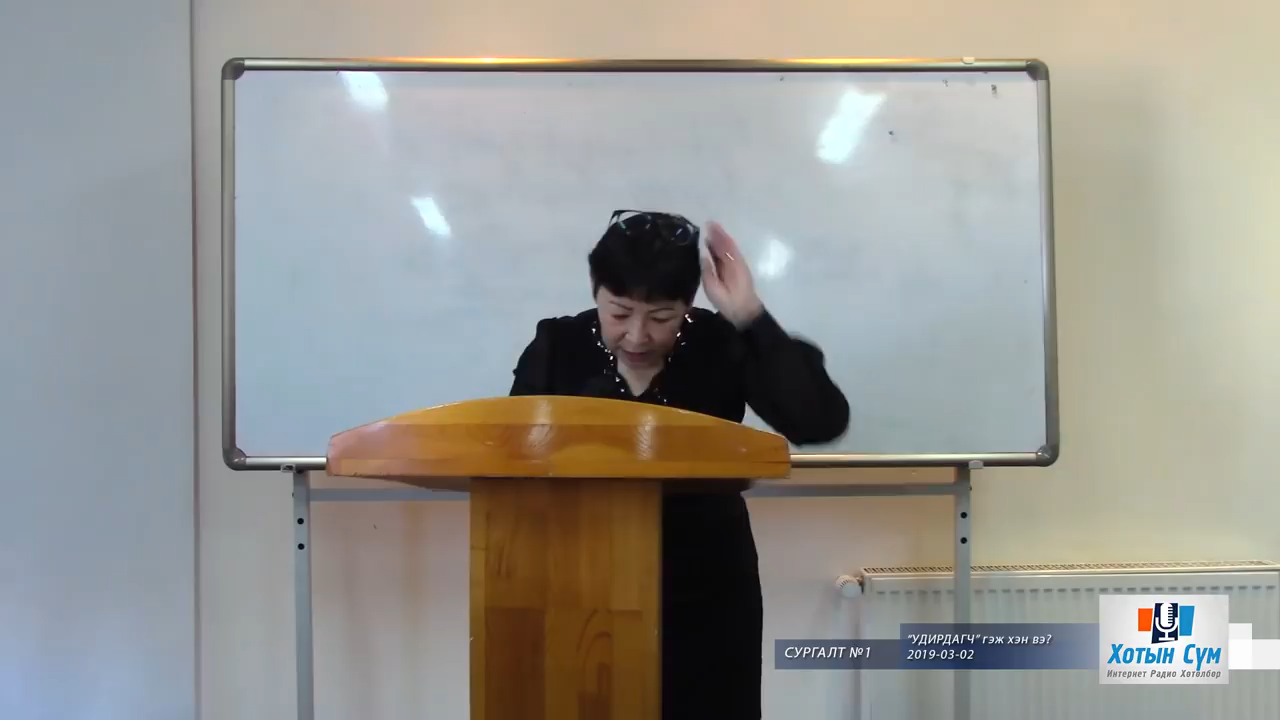 СУРГАЛТ №1
"УДИРДАГЧ" гэж хэн вэ?
2019-03-02
Хотын Сүм
Интернет Радио Хөтөлбөр